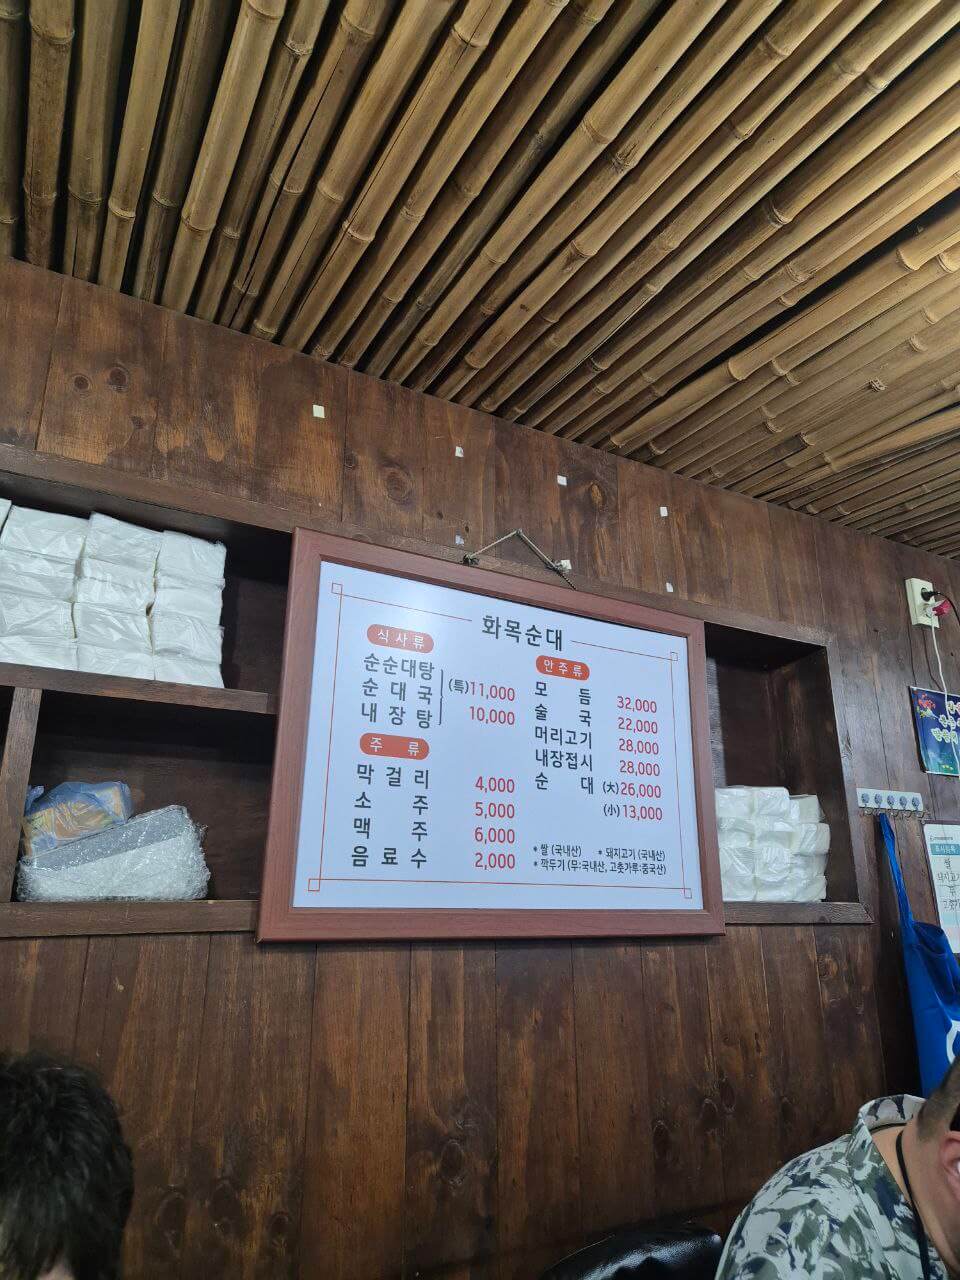 화목순대
식사류
순순대탕
순대국
내장탕
(특)11,000
10,000
주류
막걸리 4,000
소주 5,000
맥주 6,000
음료수 2,000
안주류
모듬 32,000
술국 22,000
머리고기 28,000
내장접시 28,000
순대 (大)26,000
(小)13,000
* 쌀 (국내산) * 돼지고기 (국내산)
* 깍두기 (무:국내산, 고춧가루:중국산)
쌀
돼지고기